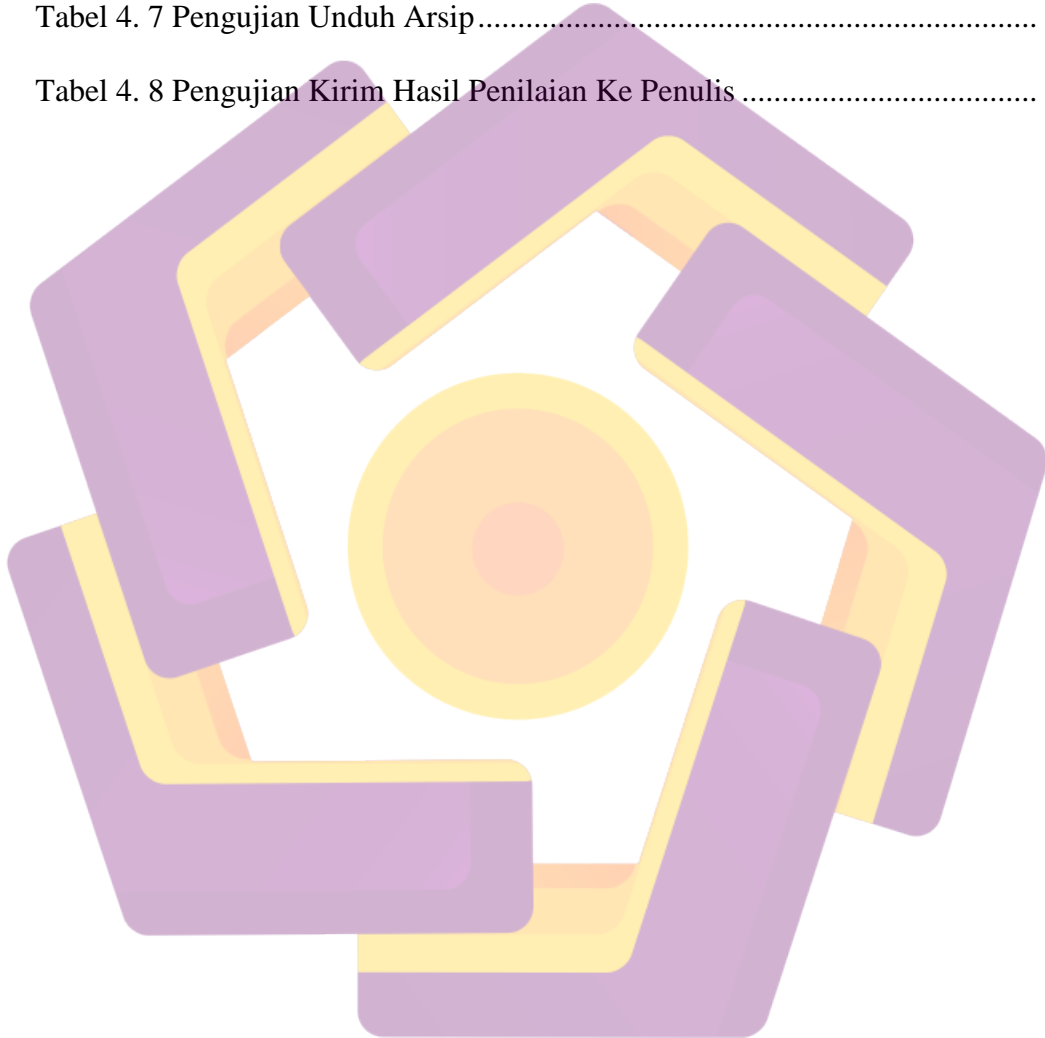 Tabel 4. 7 Pengujian Unduh Arsip....................................................................
Tabel 4. 8 Pengujian Kirim Hasil Penilaian Ke Penulis....................................